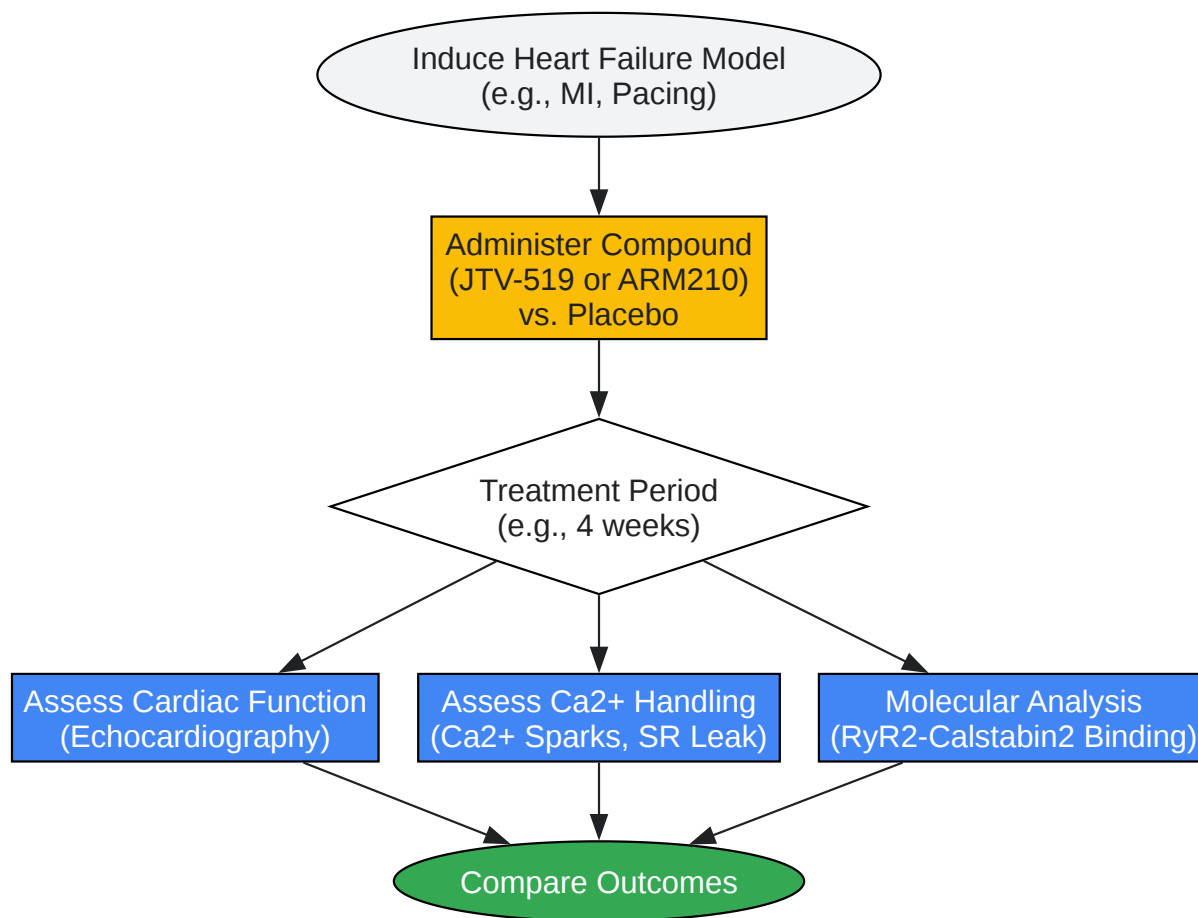 Induce Heart Failure Model
(e.g., MI, Pacing)
Administer Compound
(JTV-519 or ARM210)
vs. Placebo
Treatment Period
(e.g., 4 weeks)
Assess Cardiac Function
(Echocardiography)
Assess Ca2+ Handling
(Ca2+ Sparks, SR Leak)
Molecular Analysis
(RyR2-Calstabin2 Binding)
Compare Outcomes